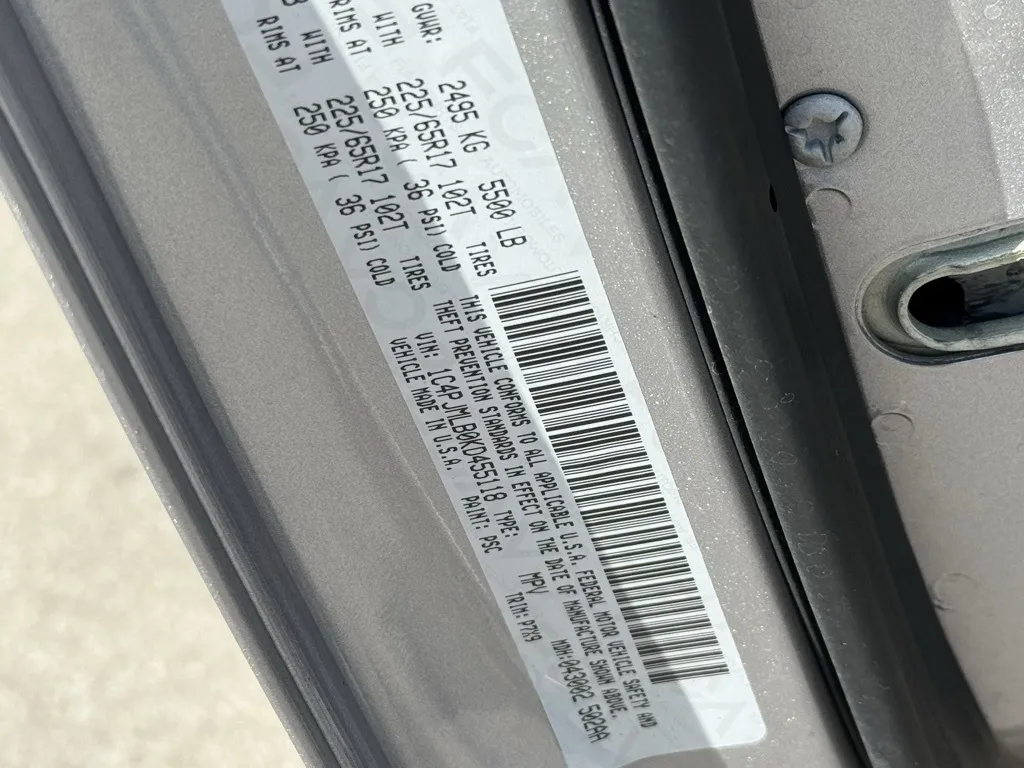 GVWR: 2495 KG 5500 LB
WITH 225/65R17 102T TIRES
RIMS AT 250 KPA ( 36 PSI) COLD
WITH 225/65R17 102T TIRES
RIMS AT 250 KPA ( 36 PSI) COLD
THIS VEHICLE CONFORMS TO ALL APPLICABLE U.S.A. FEDERAL MOTOR VEHICLE SAFETY AND
THEFT PREVENTION STANDARDS IN EFFECT ON THE DATE OF MANUFACTURE SHOWN ABOVE.
VIN: 1C4PJMLB0KD455118 TYPE: MPV MDH:043002 502AA
VEHICLE MADE IN U.S.A. PAINT: PSC TRIM: P7X9